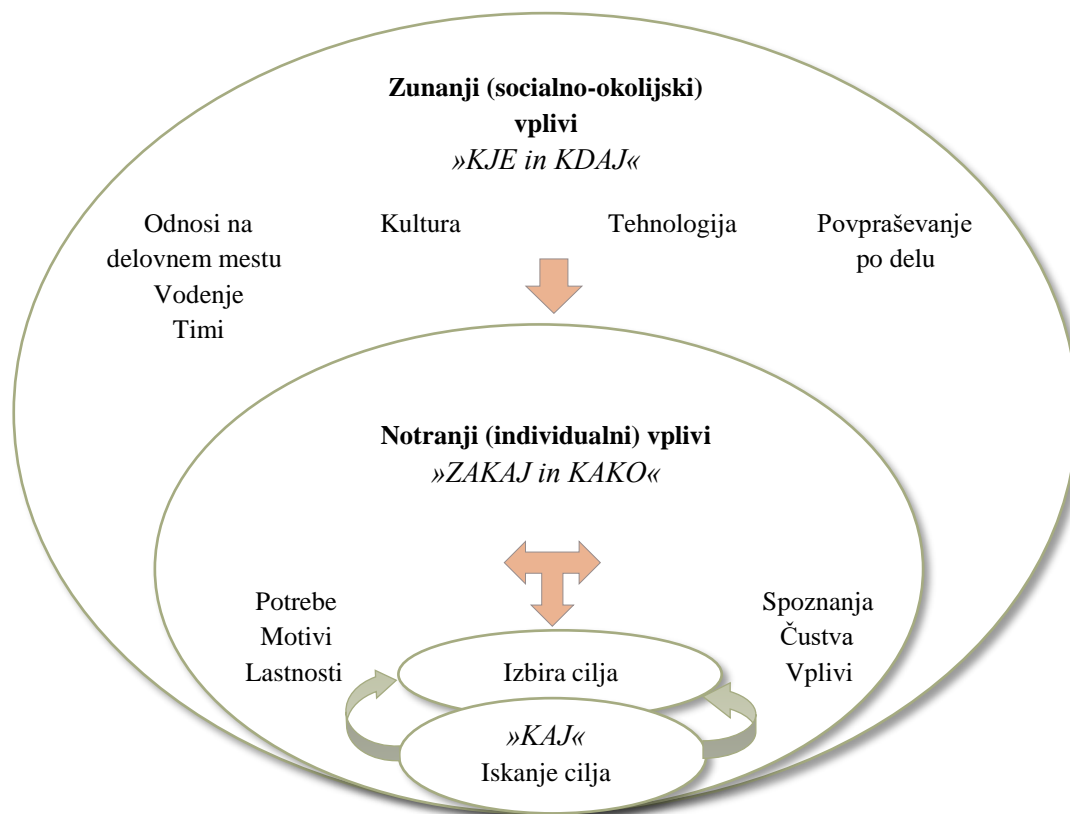 Zunanji (socialno-okolijski)
vplivi
»KJE in KDAJ«
Odnosi na
delovnem mestu
Vodenje
Timi
Kultura
Tehnologija
Povpraševanje
po delu
Notranji (individualni) vplivi
»ZAKAJ in KAKO«
Potrebe
Motivi
Lastnosti
Spoznanja
Čustva
Vplivi
Izbira cilja
»KAJ«
Iskanje cilja